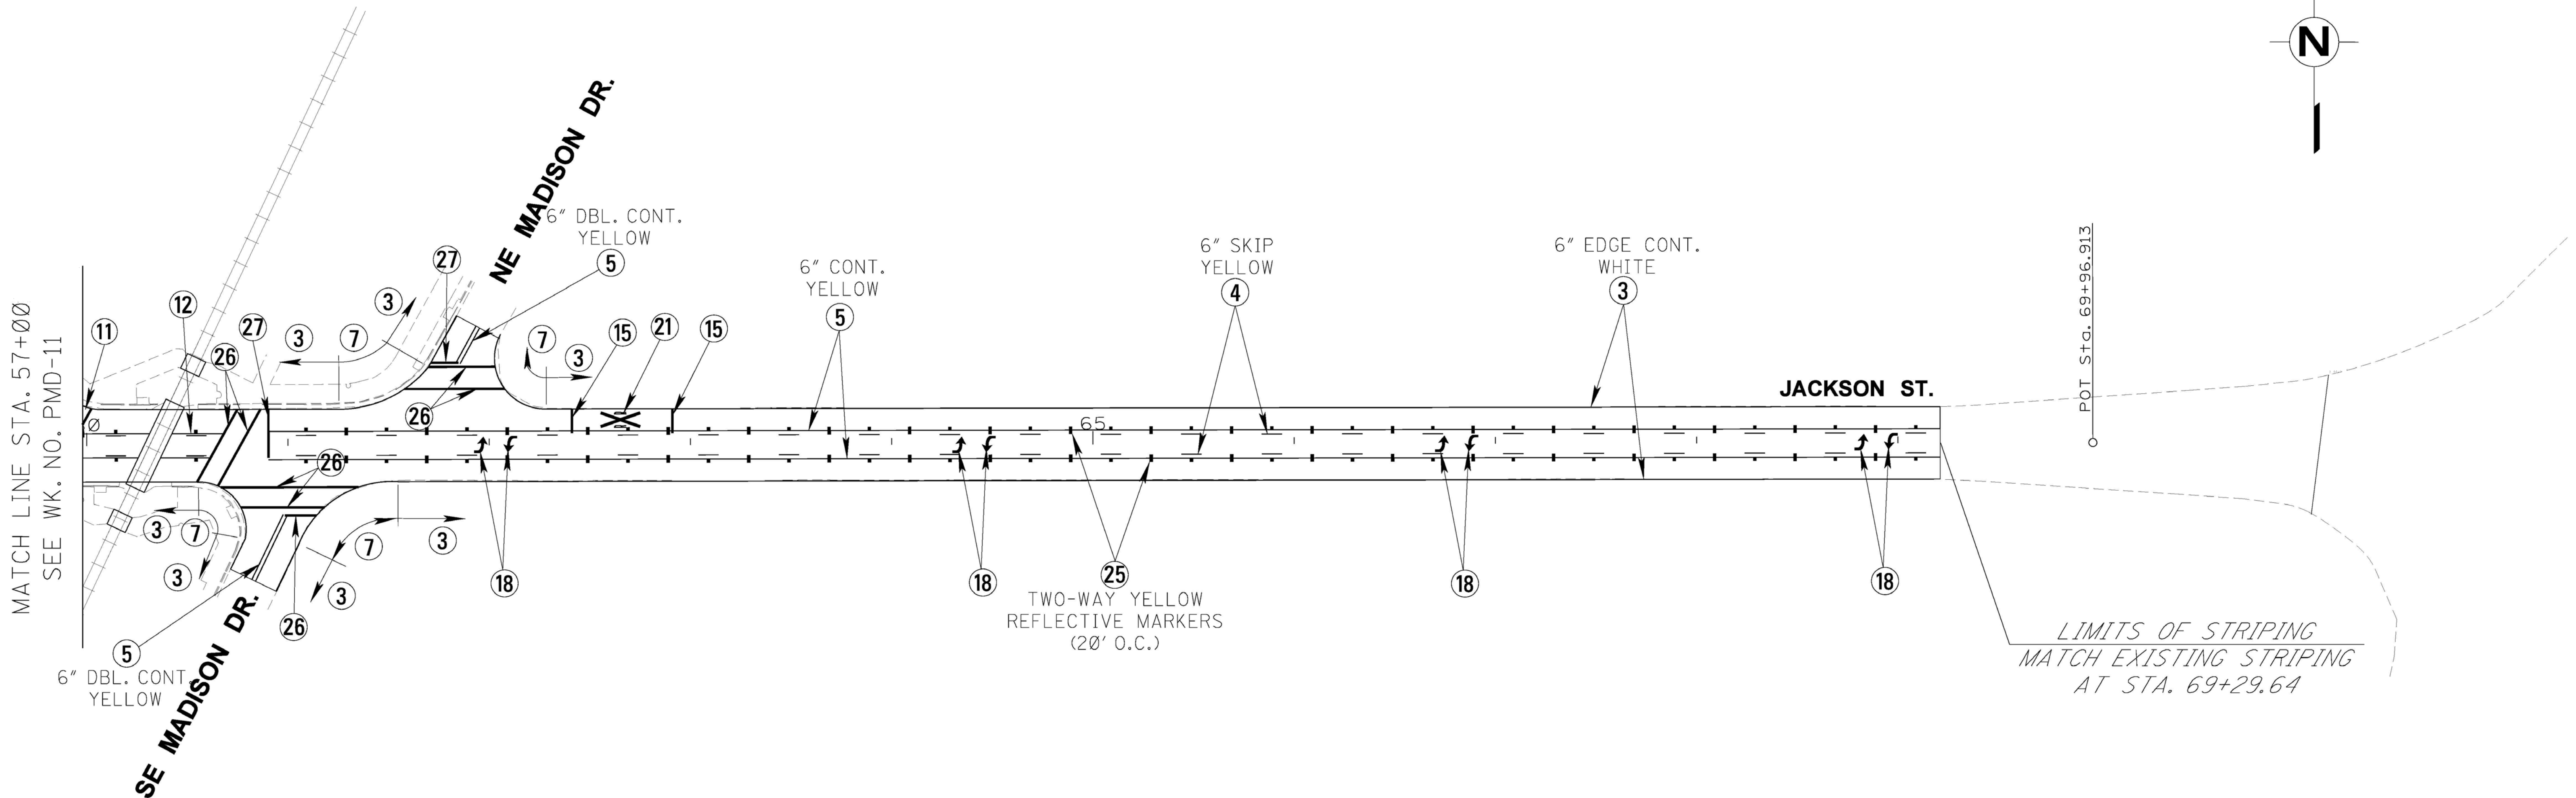 N
NE MADISON DR.
6" DBL. CONT.
YELLOW
5
27
3
3
7
7
3
12
11
27
26
26
15
21
15
6" CONT.
YELLOW
5
6" SKIP
YELLOW
4
6" EDGE CONT.
WHITE
3
POT Sta. 69+96.913
JACKSON ST.
MATCH LINE STA. 57+00
SEE WK. NO. PMD-11
0
65
26
3
7
3
7
3
3
26
18
18
25
TWO-WAY YELLOW
REFLECTIVE MARKERS
(20' O.C.)
18
18
5
6" DBL. CONT.
YELLOW
SE MADISON DR.
LIMITS OF STRIPING
MATCH EXISTING STRIPING
AT STA. 69+29.64